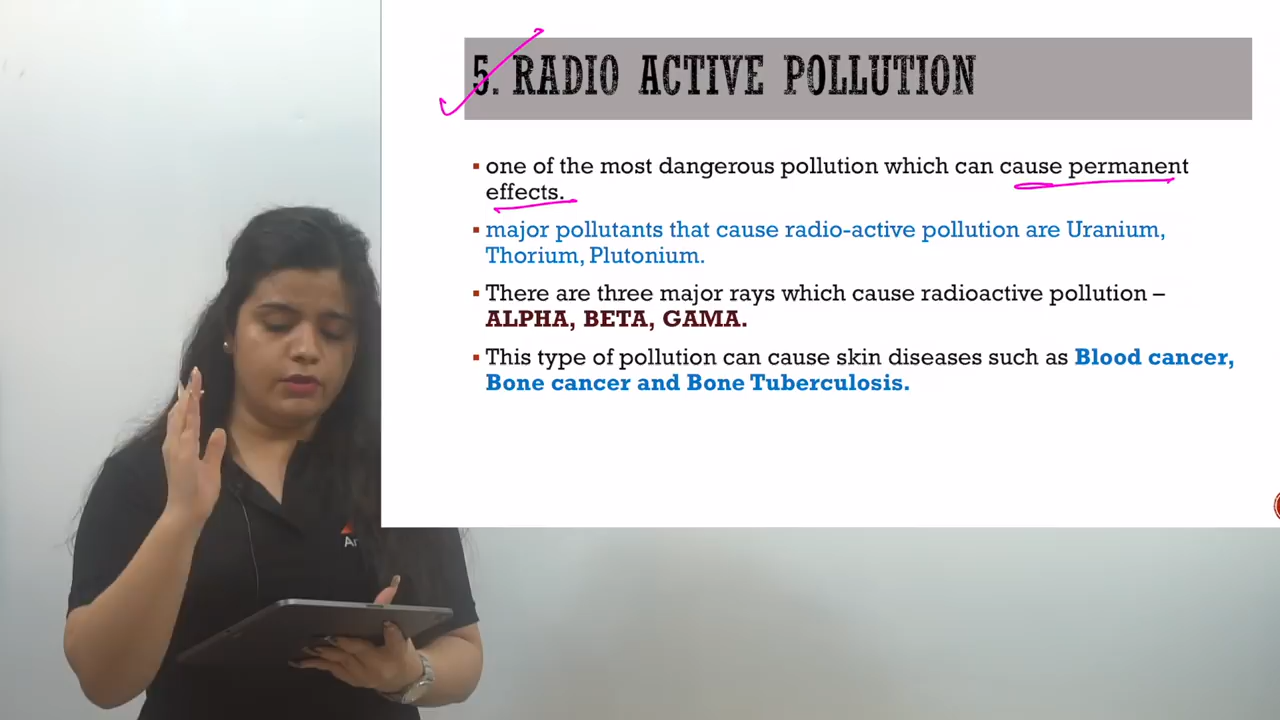 5. RADIO ACTIVE POLLUTION
▪ one of the most dangerous pollution which can cause permanent
effects.
▪ major pollutants that cause radio-active pollution are Uranium,
Thorium, Plutonium.
▪ There are three major rays which cause radioactive pollution –
ALPHA, BETA, GAMA.
▪ This type of pollution can cause skin diseases such as Blood cancer,
Bone cancer and Bone Tuberculosis.